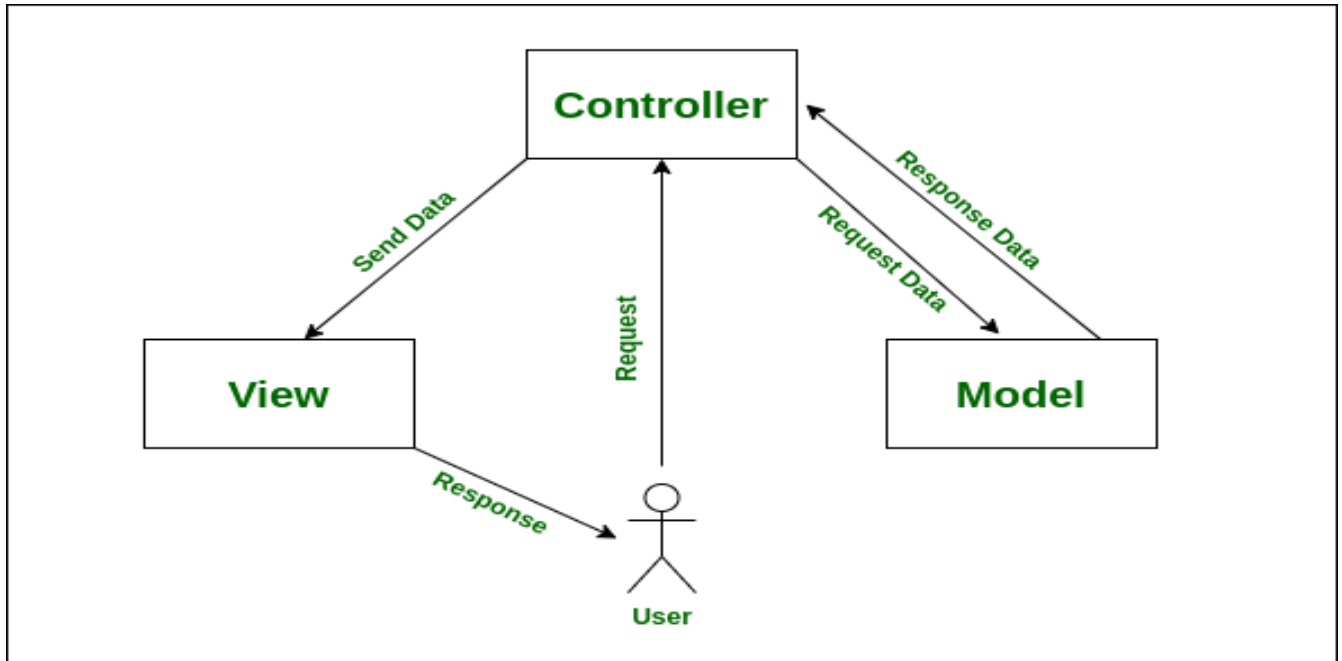 Controller
Send Data
Request
Request Data
Response Data
View
Model
Response
User